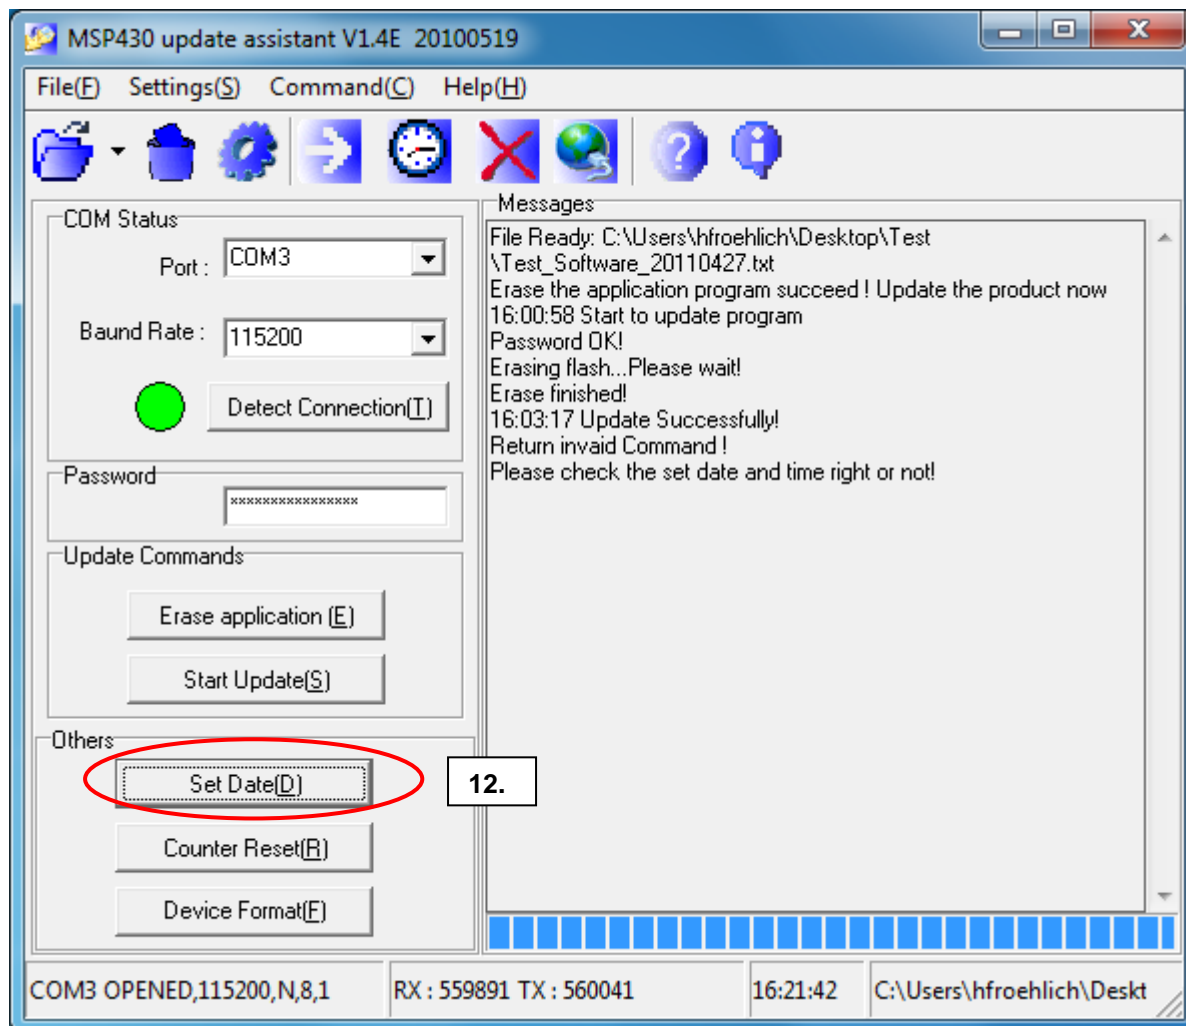 MSP430 update assistant V1.4E 20100519
File(F) Settings(S) Command(C) Help(H)
COM Status
Port : COM3
Baund Rate : 115200
Detect Connection(T)
Password
****************
Update Commands
Erase application (E)
Start Update(S)
Others
Set Date(D)
12.
Counter Reset(R)
Device Format(F)
Messages
File Ready: C:\Users\hfroehlich\Desktop\Test
\Test_Software_20110427.txt
Erase the application program succeed ! Update the product now
16:00:58 Start to update program
Password OK!
Erasing flash...Please wait!
Erase finished!
16:03:17 Update Successfully!
Return invaid Command !
Please check the set date and time right or not!
COM3 OPENED,115200,N,8,1 RX : 559891 TX : 560041 16:21:42 C:\Users\hfroehlich\Deskt